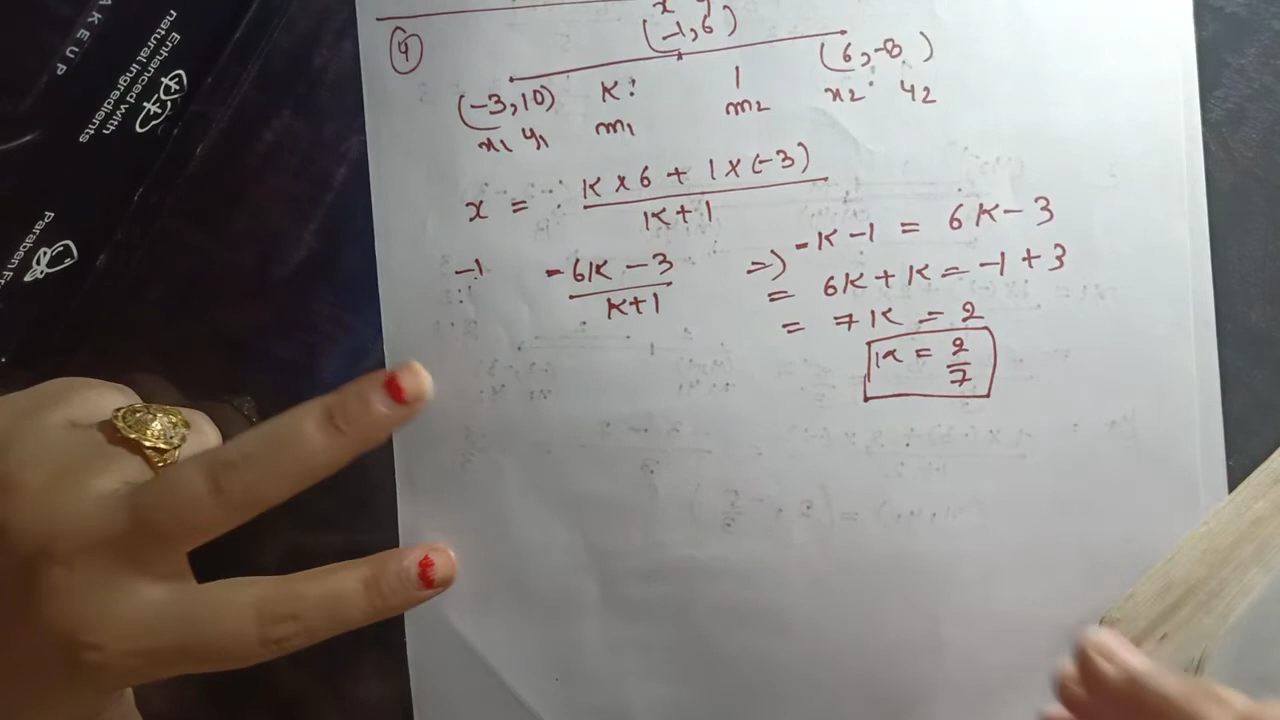 AKEUP
Enhanced with
natural ingredients
Paraben F
④
x y
(-1,6)
(-3,10) K: 1 (6,-8)
x₁ y₁ m₁ m₂ x₂ y₂
x = K×6 + 1×(-3)
K+1
-1 = 6K-3
K+1
=) -K-1 = 6K-3
= 6K+K = -1+3
= 7K = 2
K = 2
7